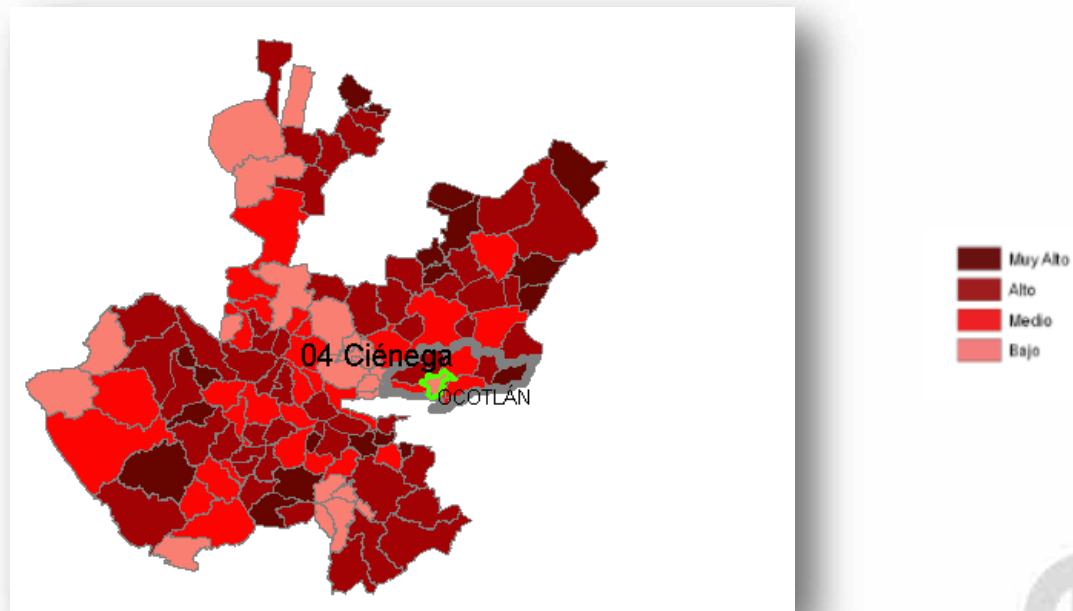 04 Ciénega
OCOTLÁN
Muy Alto
Alto
Medio
Bajo